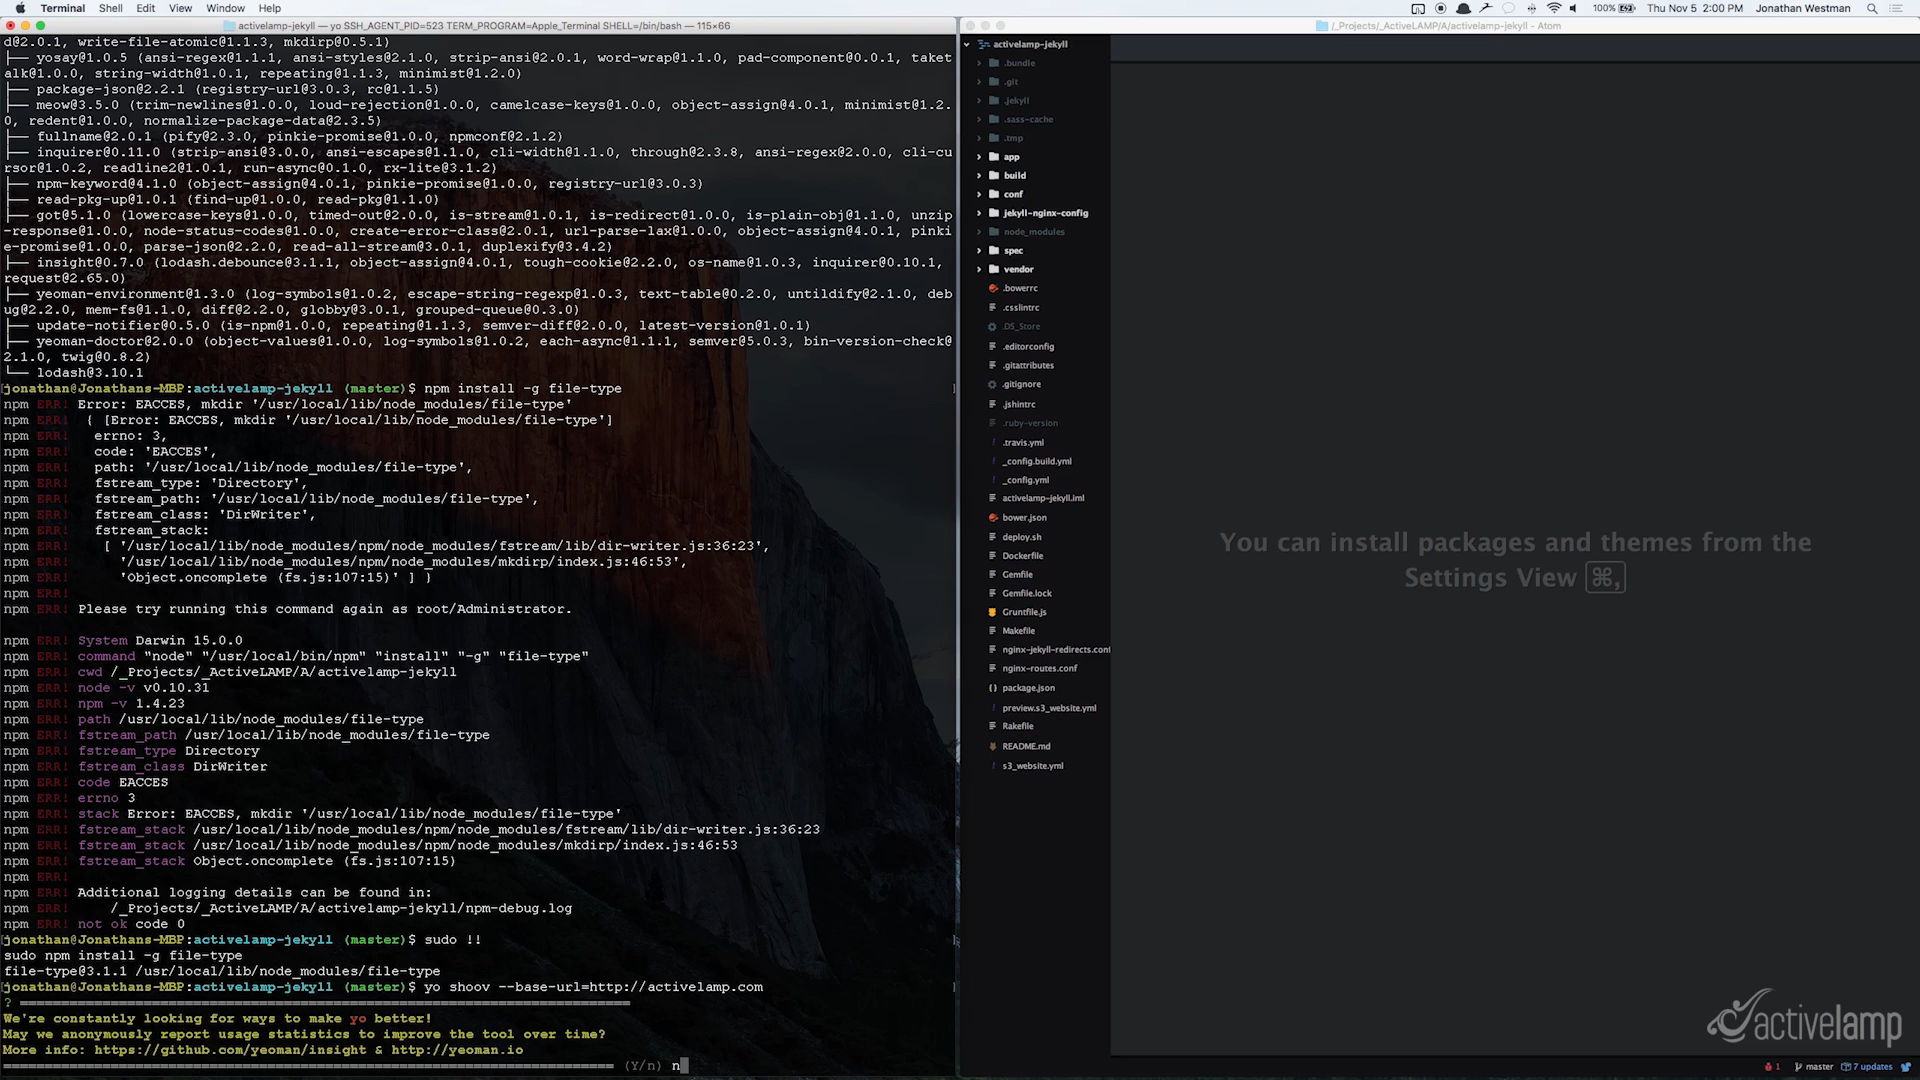 Terminal Shell Edit View Window Help
100% Thu Nov 5 2:00 PM Jonathan Westman
activelamp-jekyll — yo SSH_AGENT_PID=523 TERM_PROGRAM=Apple_Terminal SHELL=/bin/bash — 115×66
d@2.0.1, write-file-atomic@1.1.3, mkdirp@0.5.1)
├── yosay@1.0.5 (ansi-regex@1.1.1, ansi-styles@2.1.0, strip-ansi@2.0.1, word-wrap@1.1.0, pad-component@0.0.1, taket
alk@1.0.0, string-width@1.0.1, repeating@1.1.3, minimist@1.2.0)
├── package-json@2.2.1 (registry-url@3.0.3, rc@1.1.5)
├── meow@3.5.0 (trim-newlines@1.0.0, loud-rejection@1.0.0, camelcase-keys@1.0.0, object-assign@4.0.1, minimist@1.2.
0, redent@1.0.0, normalize-package-data@2.3.5)
├── fullname@2.0.1 (pify@2.3.0, pinkie-promise@1.0.0, npmconf@2.1.2)
├── inquirer@0.11.0 (strip-ansi@3.0.0, ansi-escapes@1.1.0, cli-width@1.1.0, through@2.3.8, ansi-regex@2.0.0, cli-cu
rsor@1.0.2, readline2@1.0.1, run-async@0.1.0, rx-lite@3.1.2)
├── npm-keyword@4.1.0 (object-assign@4.0.1, pinkie-promise@1.0.0, registry-url@3.0.3)
├── read-pkg-up@1.0.1 (find-up@1.0.0, read-pkg@1.1.0)
├── got@5.1.0 (lowercase-keys@1.0.0, timed-out@2.0.0, is-stream@1.0.1, is-redirect@1.0.0, is-plain-obj@1.1.0, unzip
-response@1.0.0, node-status-codes@1.0.0, create-error-class@2.0.1, url-parse-lax@1.0.0, object-assign@4.0.1, pinki
e-promise@1.0.0, parse-json@2.2.0, read-all-stream@3.0.1, duplexify@3.4.2)
├── insight@0.7.0 (lodash.debounce@3.1.1, object-assign@4.0.1, tough-cookie@2.2.0, os-name@1.0.3, inquirer@0.10.1,
request@2.65.0)
├── yeoman-environment@1.3.0 (log-symbols@1.0.2, escape-string-regexp@1.0.3, text-table@0.2.0, untildify@2.1.0, deb
ug@2.2.0, mem-fs@1.1.0, diff@2.2.0, globby@3.0.1, grouped-queue@0.3.0)
├── update-notifier@0.5.0 (is-npm@1.0.0, repeating@1.1.3, semver-diff@2.0.0, latest-version@1.0.1)
├── yeoman-doctor@2.0.0 (object-values@1.0.0, log-symbols@1.0.2, each-async@1.1.1, semver@5.0.3, bin-version-check@
2.1.0, twig@0.8.2)
└── lodash@3.10.1
jonathan@Jonathans-MBP:activelamp-jekyll (master)$ npm install -g file-type
npm ERR! Error: EACCES, mkdir '/usr/local/lib/node_modules/file-type'
npm ERR!  { [Error: EACCES, mkdir '/usr/local/lib/node_modules/file-type']
npm ERR!   errno: 3,
npm ERR!   code: 'EACCES',
npm ERR!   path: '/usr/local/lib/node_modules/file-type',
npm ERR!   fstream_type: 'Directory',
npm ERR!   fstream_path: '/usr/local/lib/node_modules/file-type',
npm ERR!   fstream_class: 'DirWriter',
npm ERR!   fstream_stack:
npm ERR!    [ '/usr/local/lib/node_modules/npm/node_modules/fstream/lib/dir-writer.js:36:23',
npm ERR!      '/usr/local/lib/node_modules/npm/node_modules/mkdirp/index.js:46:53',
npm ERR!      'Object.oncomplete (fs.js:107:15)' ] }
npm ERR!
npm ERR! Please try running this command again as root/Administrator.
npm ERR! System Darwin 15.0.0
npm ERR! command "node" "/usr/local/bin/npm" "install" "-g" "file-type"
npm ERR! cwd /_Projects/_ActiveLAMP/A/activelamp-jekyll
npm ERR! node -v v0.10.31
npm ERR! npm -v 1.4.23
npm ERR! path /usr/local/lib/node_modules/file-type
npm ERR! fstream_path /usr/local/lib/node_modules/file-type
npm ERR! fstream_type Directory
npm ERR! fstream_class DirWriter
npm ERR! code EACCES
npm ERR! errno 3
npm ERR! stack Error: EACCES, mkdir '/usr/local/lib/node_modules/file-type'
npm ERR! fstream_stack /usr/local/lib/node_modules/npm/node_modules/fstream/lib/dir-writer.js:36:23
npm ERR! fstream_stack /usr/local/lib/node_modules/npm/node_modules/mkdirp/index.js:46:53
npm ERR! fstream_stack Object.oncomplete (fs.js:107:15)
npm ERR!
npm ERR! Additional logging details can be found in:
npm ERR!     /_Projects/_ActiveLAMP/A/activelamp-jekyll/npm-debug.log
npm ERR! not ok code 0
jonathan@Jonathans-MBP:activelamp-jekyll (master)$ sudo !!
sudo npm install -g file-type
file-type@3.1.1 /usr/local/lib/node_modules/file-type
jonathan@Jonathans-MBP:activelamp-jekyll (master)$ yo shoov --base-url=http://activelamp.com
? ==========================================================================
We're constantly looking for ways to make yo better!
May we anonymously report usage statistics to improve the tool over time?
More info: https://github.com/yeoman/insight & http://yeoman.io
========================================================================== (Y/n) n
/_Projects/_ActiveLAMP/A/activelamp-jekyll - Atom
activelamp-jekyll
.bundle
.git
.jekyll
.sass-cache
.tmp
app
build
conf
jekyll-nginx-config
node_modules
spec
vendor
.bowerrc
.csslintrc
.DS_Store
.editorconfig
.gitattributes
.gitignore
.jshintrc
.ruby-version
.travis.yml
_config.build.yml
_config.yml
activelamp-jekyll.iml
bower.json
deploy.sh
Dockerfile
Gemfile
Gemfile.lock
Gruntfile.js
Makefile
nginx-jekyll-redirects.conf
nginx-routes.conf
package.json
preview.s3_website.yml
Rakefile
README.md
s3_website.yml
You can install packages and themes from the
Settings View ⌘,
activelamp
1 master 7 updates